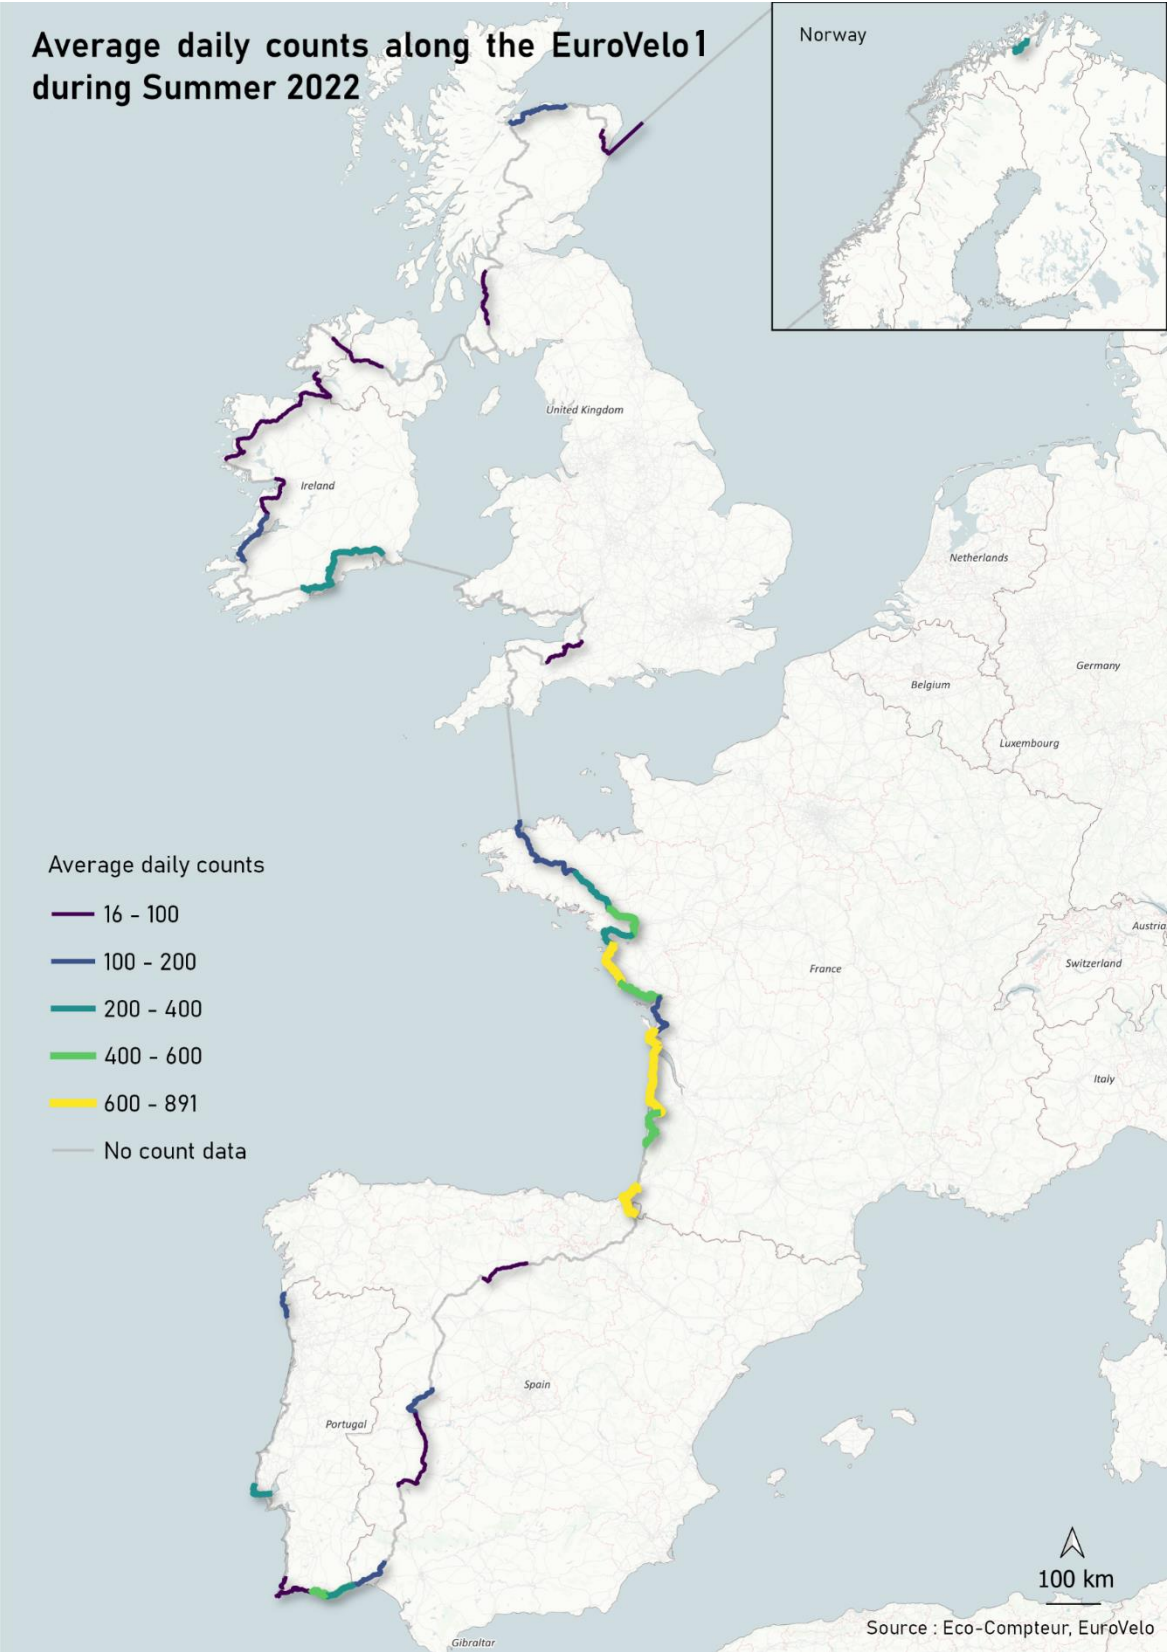 Average daily counts along the EuroVelo1
during Summer 2022
Norway
United Kingdom
Ireland
Netherlands
Germany
Belgium
Luxembourg
Average daily counts
16 - 100
100 - 200
200 - 400
400 - 600
600 - 891
No count data
Austria
Switzerland
France
Italy
Spain
Portugal
100 km
Source : Eco-Compteur, EuroVelo
Gibraltar